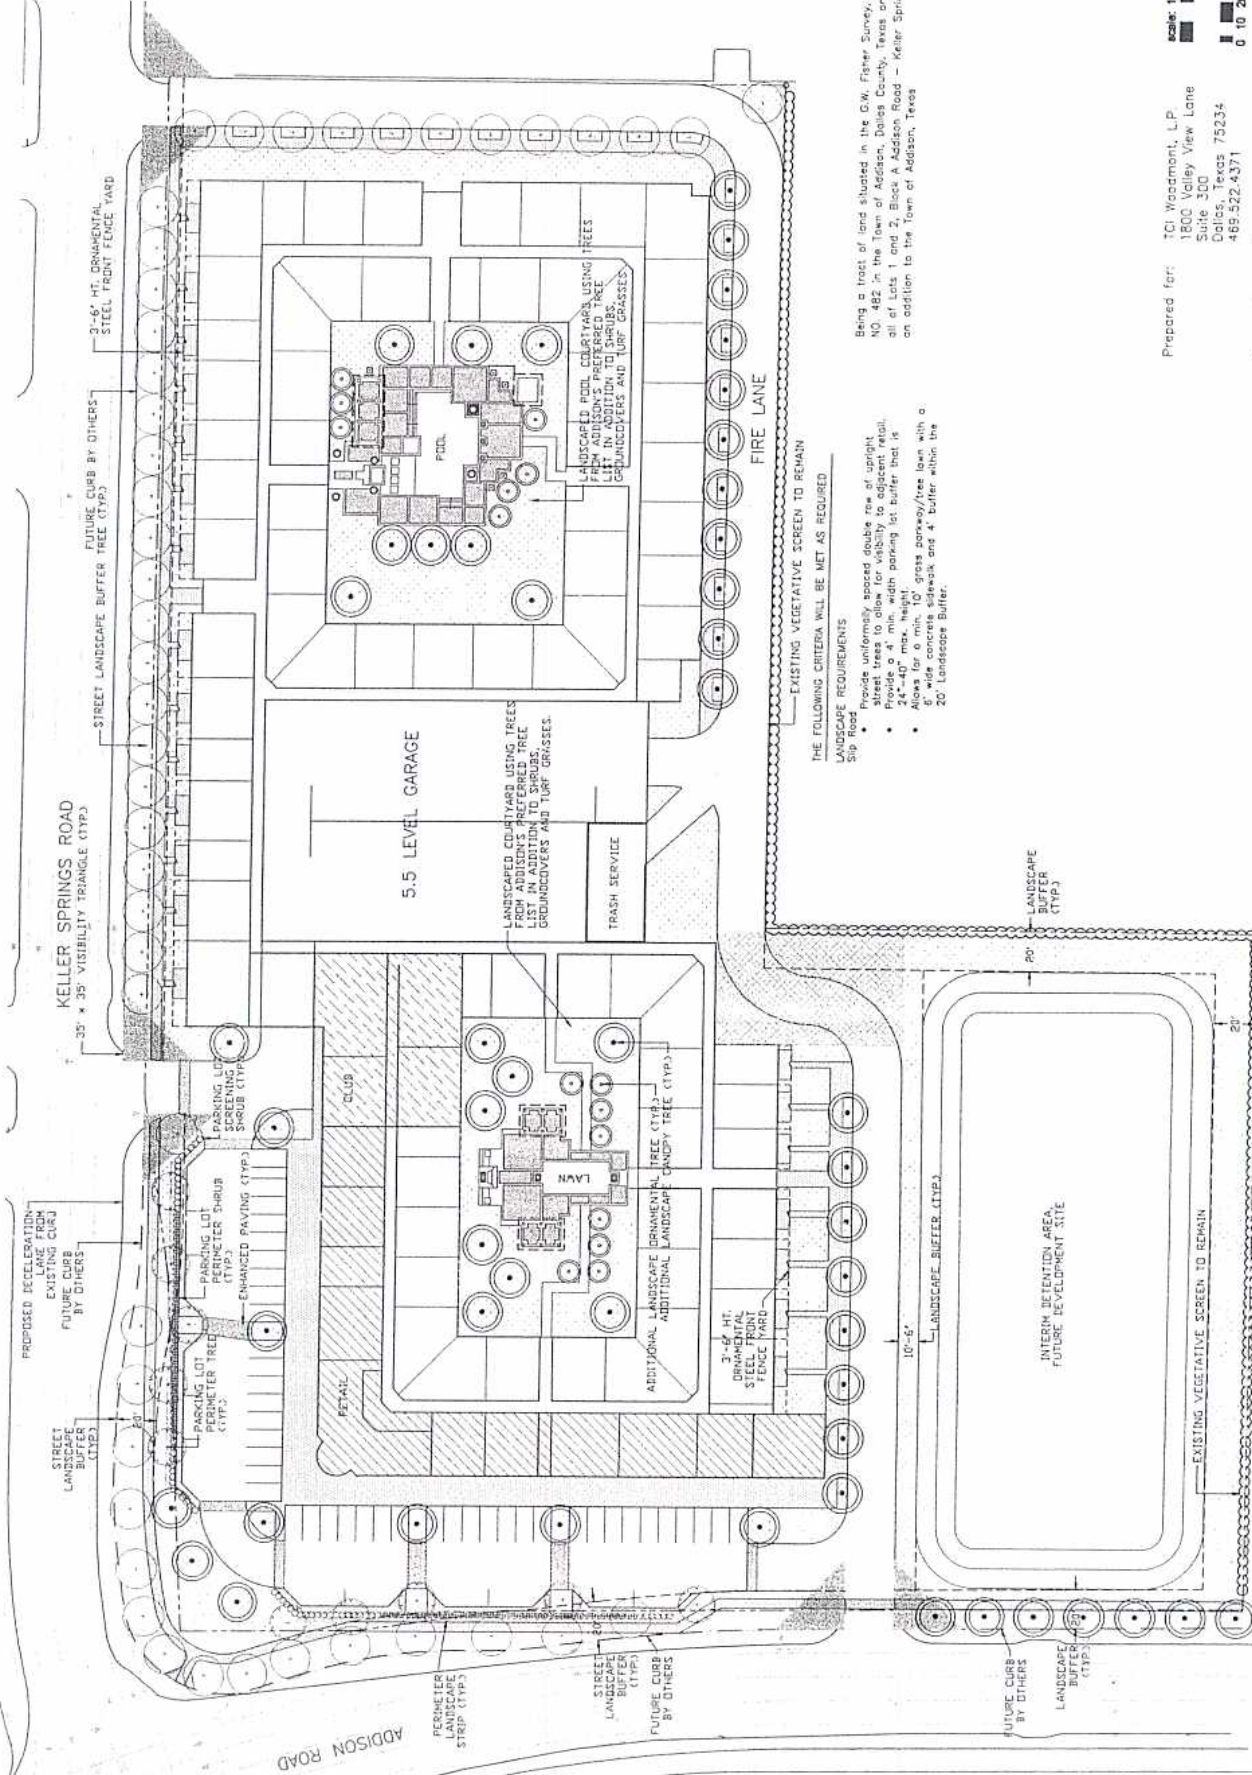 KELLER SPRINGS ROAD
35' x 35' VISIBILITY TRIANGLE (TYP.)
STREET LANDSCAPE BUFFER TREE (TYP.)
FUTURE CURB BY OTHERS
3'-6" HT. ORNAMENTAL
STEEL FRONT FENCE YARD
PROPOSED DECELERATION
LANE FROM
EXISTING CURB
FUTURE CURB
BY OTHERS
STREET
LANDSCAPE
BUFFER
(TYP.)
20'
PARKING LOT
PERIMETER TREE
(TYP.)
PARKING LOT
PERIMETER SHRUB
(TYP.)
ENHANCED PAVING (TYP.)
PARKING LOT
SCREENING
SHRUB (TYP.)
CLUB
RETAIL
5.5 LEVEL GARAGE
TRASH SERVICE
LANDSCAPED COURTYARD USING TREES
FROM ADDISON'S PREFERRED TREE
LIST IN ADDITION TO SHRUBS,
GROUNDCOVERS AND TURF GRASSES.
POOL
LANDSCAPED POOL COURTYARD USING TREES
FROM ADDISON'S PREFERRED TREE
LIST IN ADDITION TO SHRUBS,
GROUNDCOVERS AND TURF GRASSES
LAWN
ADDITIONAL LANDSCAPE ORNAMENTAL TREE (TYP.)
ADDITIONAL LANDSCAPE CANOPY TREE (TYP.)
3'-6" HT.
ORNAMENTAL
STEEL FRONT
FENCE YARD
FIRE LANE
EXISTING VEGETATIVE SCREEN TO REMAIN
THE FOLLOWING CRITERIA WILL BE MET AS REQUIRED
LANDSCAPE REQUIREMENTS
Slip Road
• Provide uniformly spaced double row of upright
street trees to allow for visibility to adjacent retail.
• Provide a 4' min. width parking lot buffer that is
24"-40" max. height.
• Allows for a min. 10' grass parkway/tree lawn with a
6' wide concrete sidewalk and 4' buffer within the
20' Landscape Buffer.
Being a tract of land situated in the G.W. Fisher Survey,
NO. 482 in the Town of Addison, Dallas County, Texas
all of Lots 1 and 2, Block A Addison Road - Keller
an addition to the Town of Addison, Texas
Prepared for:
TCI Woodmont, L.P.
1800 Valley View Lane
Suite 300
Dallas, Texas 75234
469.522.4371
scale: 1
0 10
LANDSCAPE
BUFFER
(TYP.)
20'
20'
10'-6"
LANDSCAPE BUFFER (TYP.)
INTERIM DETENTION AREA,
FUTURE DEVELOPMENT SITE
EXISTING VEGETATIVE SCREEN TO REMAIN
ADDISON ROAD
PERIMETER
LANDSCAPE
STRIP (TYP.)
20'
STREET
LANDSCAPE
BUFFER
(TYP.)
FUTURE CURB
BY OTHERS
FUTURE CURB
BY OTHERS
20'
LANDSCAPE
BUFFER
(TYP.)